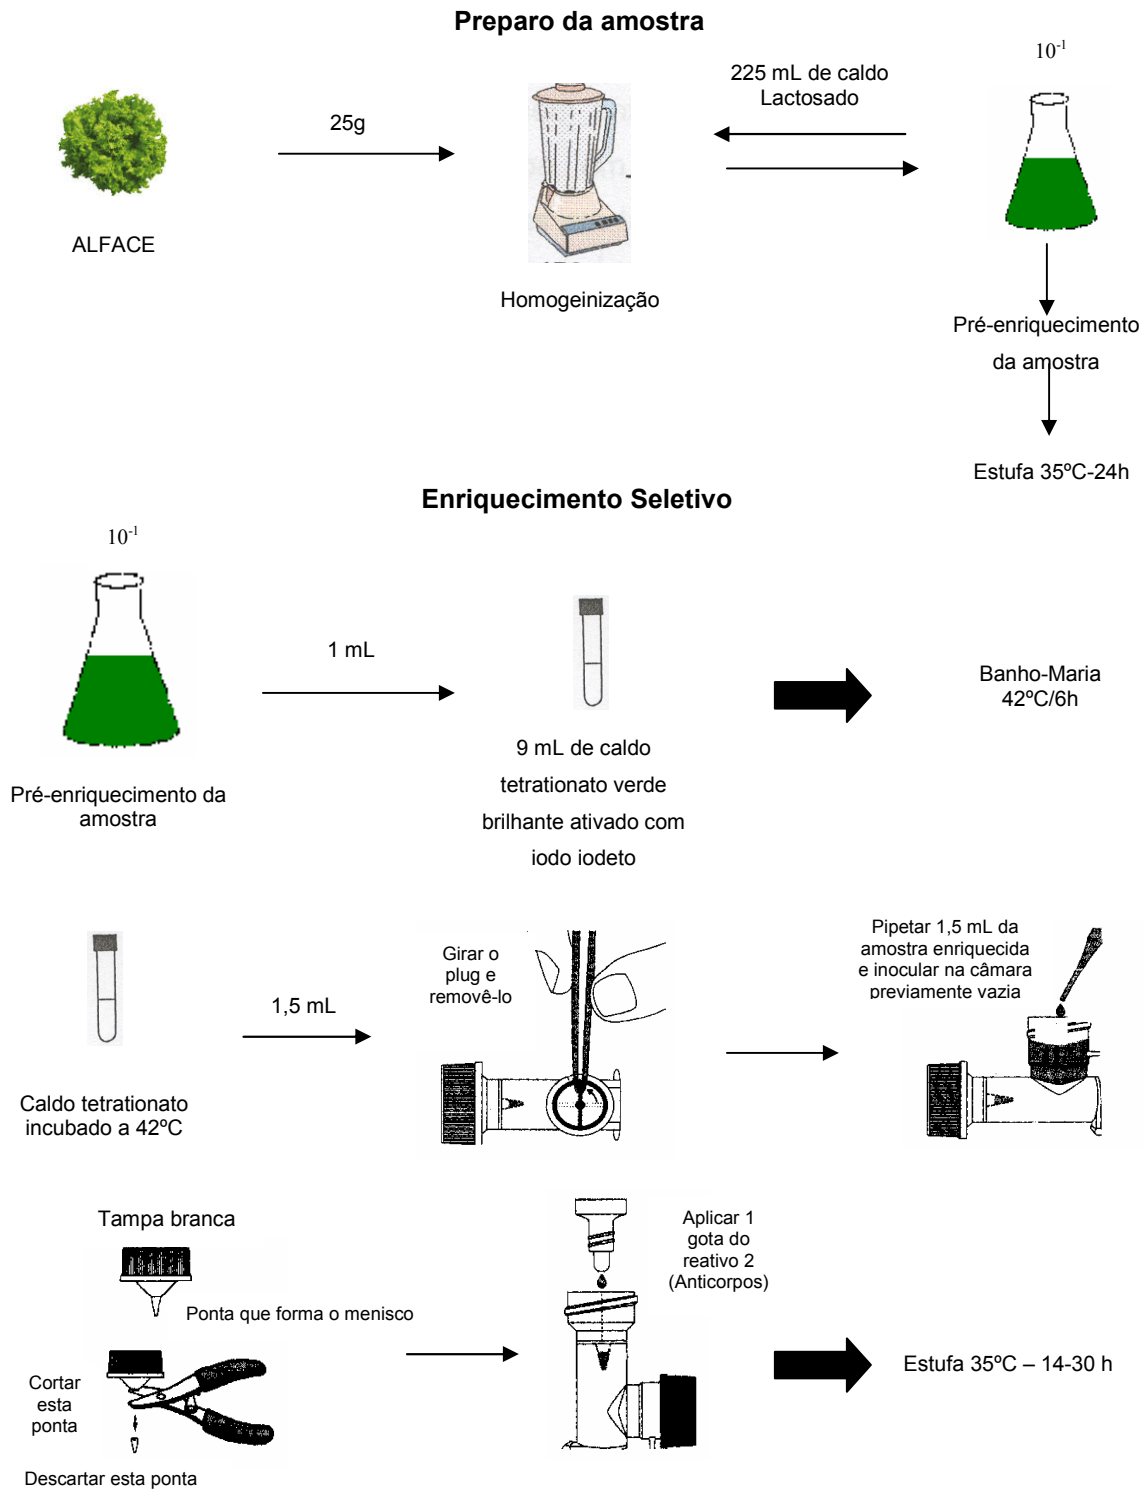 Preparo da amostra
10-1
225 mL de caldo
Lactosado
25g
ALFACE
Homogeinização
Pré-enriquecimento
da amostra
Estufa 35ºC-24h
Enriquecimento Seletivo
10-1
1 mL
Banho-Maria
42ºC/6h
9 mL de caldo
tetrationato verde
brilhante ativado com
iodo iodeto
Pré-enriquecimento da
amostra
Girar o
plug e
removê-lo
Pipetar 1,5 mL da
amostra enriquecida
e inocular na câmara
previamente vazia
1,5 mL
Caldo tetrationato
incubado a 42ºC
Tampa branca
Ponta que forma o menisco
Cortar
esta
ponta
Descartar esta ponta
Aplicar 1
gota do
reativo 2
(Anticorpos)
Estufa 35ºC – 14-30 h